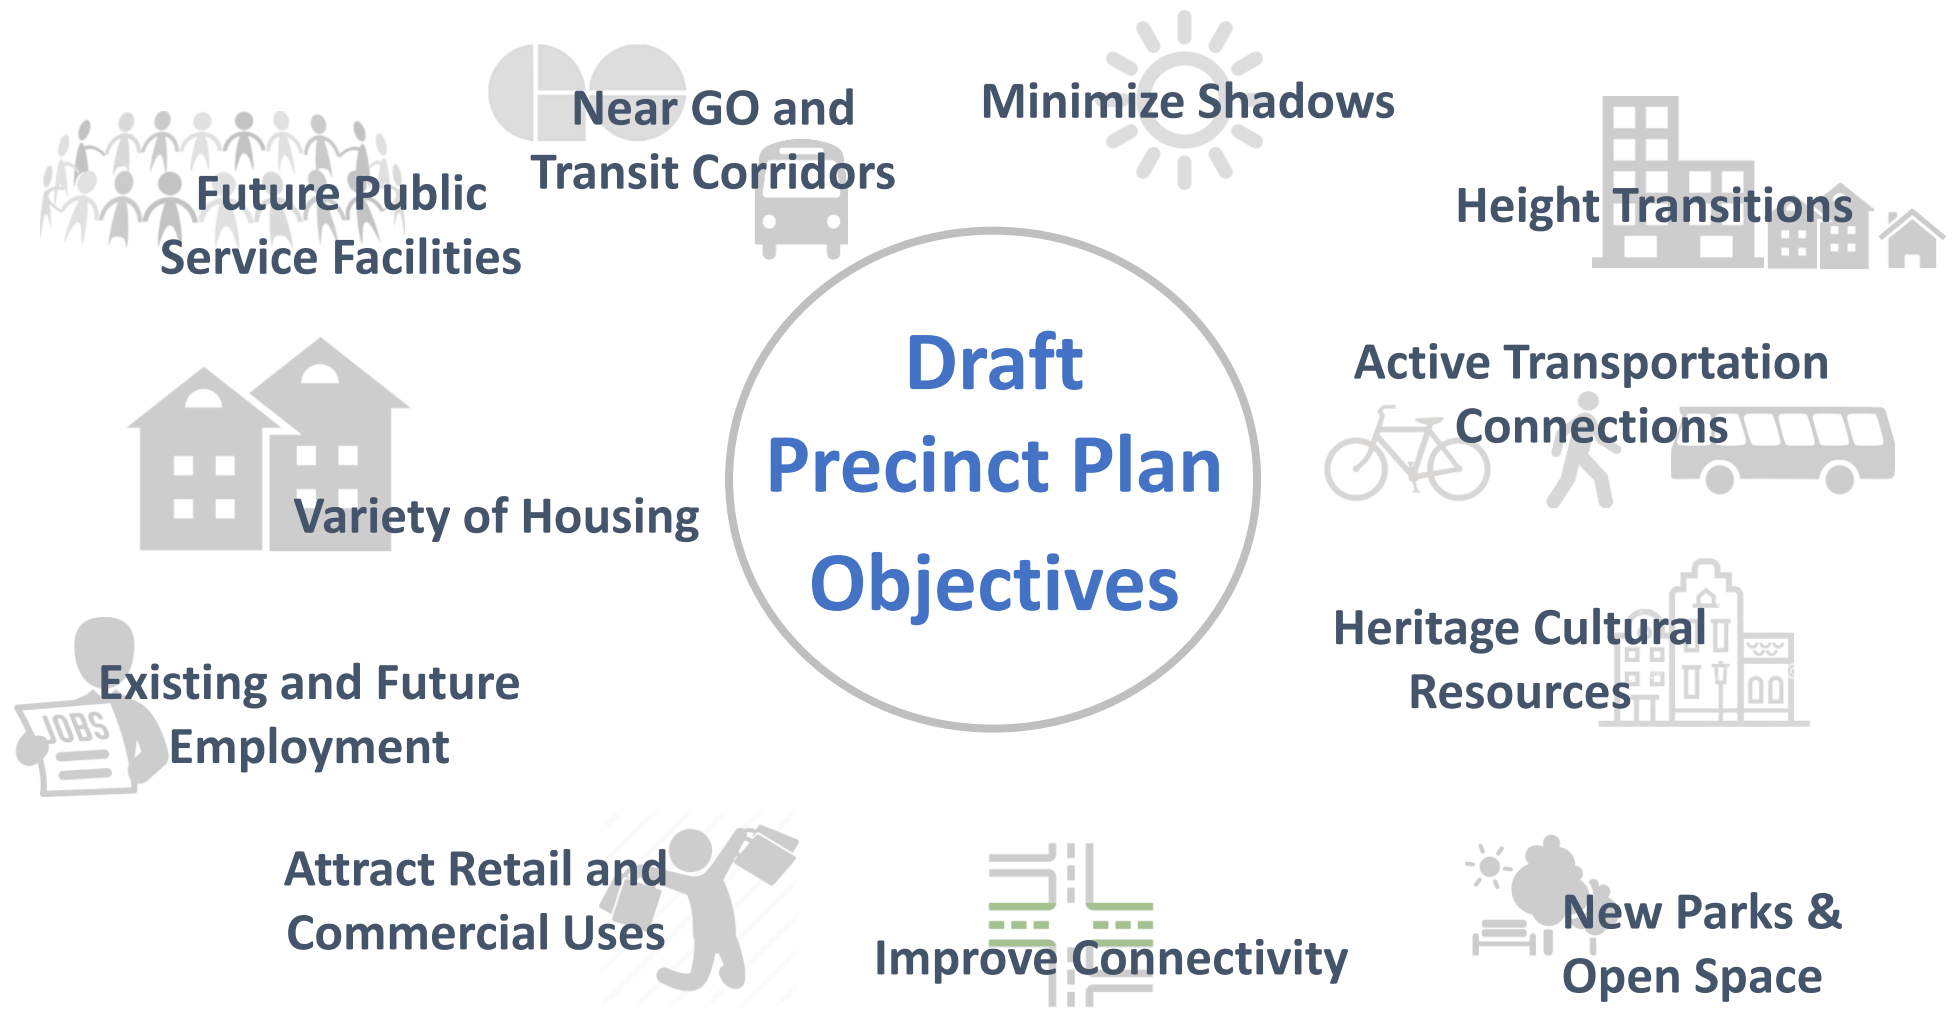 Near GO and
Transit Corridors
Minimize Shadows
Future Public
Service Facilities
Height Transitions
Draft
Precinct Plan
Objectives
Active Transportation
Connections
Variety of Housing
Heritage Cultural
Resources
Existing and Future
Employment
JOBS
Attract Retail and
Commercial Uses
Improve Connectivity
New Parks &
Open Space